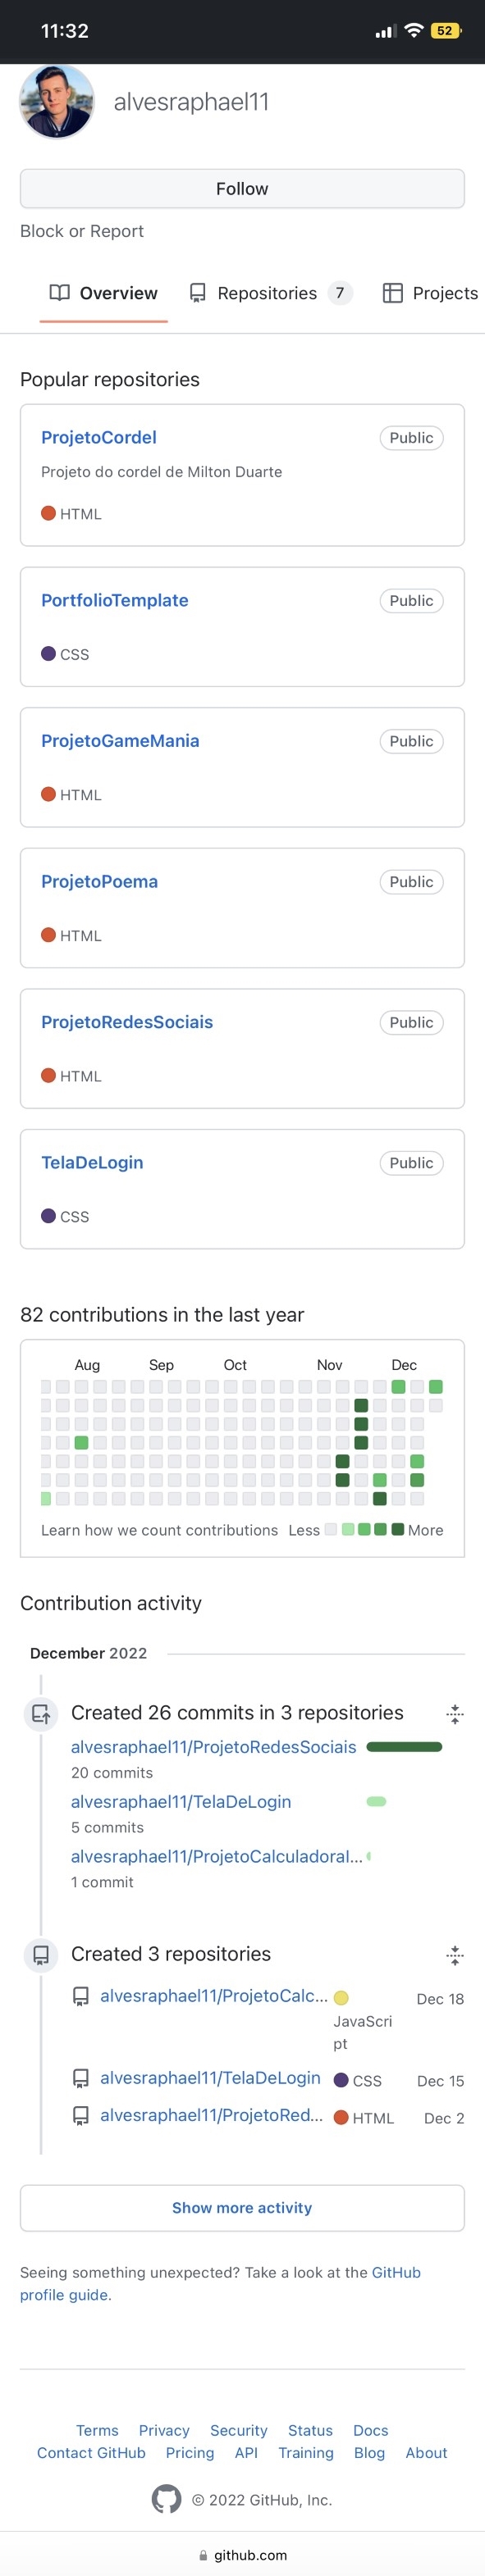 11:32
52
alvesraphael11
Follow
Block or Report
Overview
Repositories 7
Projects
Popular repositories
ProjetoCordel Public
Projeto do cordel de Milton Duarte
HTML
PortfolioTemplate Public
CSS
ProjetoGameMania Public
HTML
ProjetoPoema Public
HTML
ProjetoRedesSociais Public
HTML
TelaDeLogin Public
CSS
82 contributions in the last year
Aug Sep Oct Nov Dec
Learn how we count contributions Less More
Contribution activity
December 2022
Created 26 commits in 3 repositories
alvesraphael11/ProjetoRedesSociais
20 commits
alvesraphael11/TelaDeLogin
5 commits
alvesraphael11/ProjetoCalculadoraI...
1 commit
Created 3 repositories
alvesraphael11/ProjetoCalc... Dec 18
JavaScri
pt
alvesraphael11/TelaDeLogin CSS Dec 15
alvesraphael11/ProjetoRed... HTML Dec 2
Show more activity
Seeing something unexpected? Take a look at the GitHub
profile guide.
Terms Privacy Security Status Docs
Contact GitHub Pricing API Training Blog About
© 2022 GitHub, Inc.
github.com